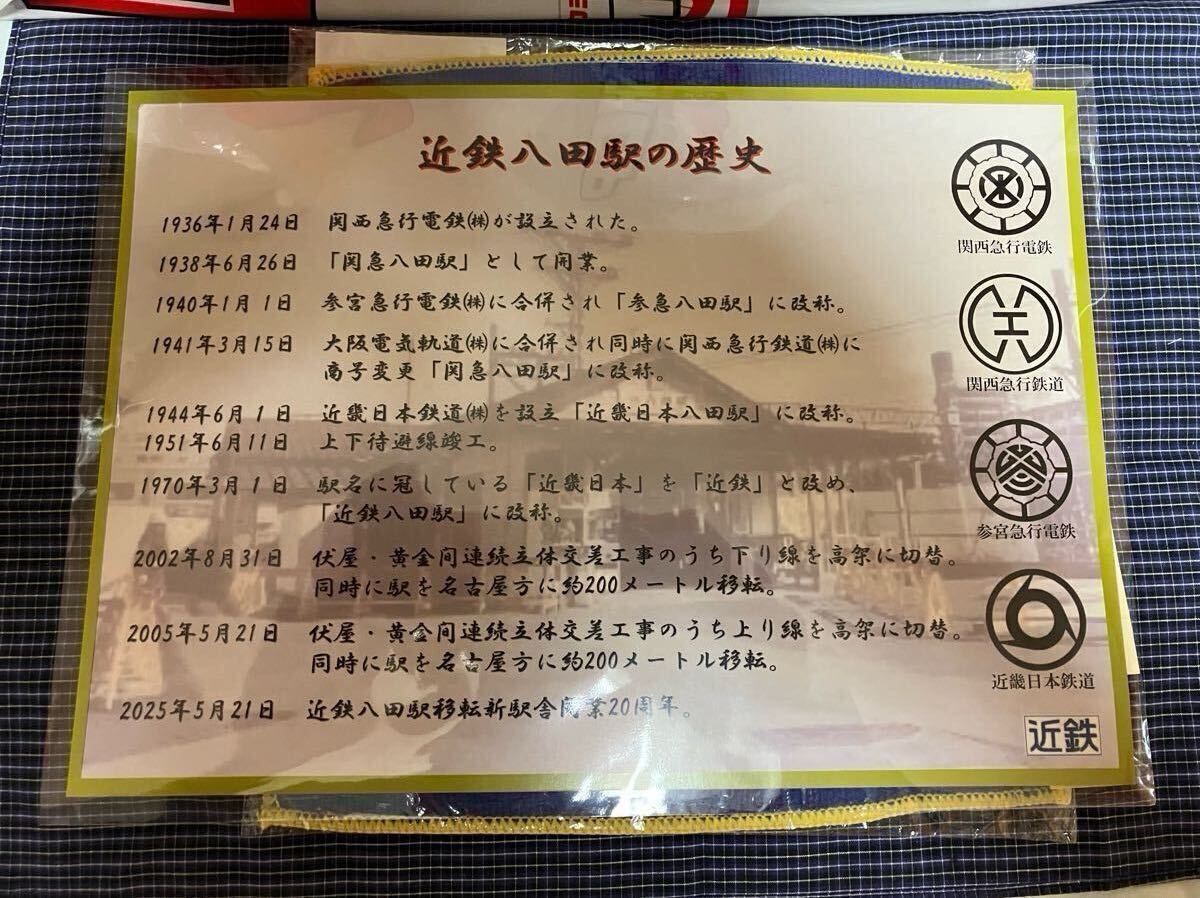 近鉄八田駅の歴史
1936年1月24日 関西急行電鉄㈱が設立された。
1938年6月26日 「関急八田駅」として開業。
1940年1月 1日 参宮急行電鉄㈱に合併され「参急八田駅」に改称。
1941年3月15日 大阪電気軌道㈱に合併され同時に関西急行鉄道㈱に
商号変更「関急八田駅」に改称。
1944年6月 1日 近畿日本鉄道㈱を設立「近畿日本八田駅」に改称。
1951年6月11日 上下待避線竣工。
1970年3月 1日 駅名に冠している「近畿日本」を「近鉄」と改め、
「近鉄八田駅」に改称。
2002年8月31日 伏屋・黄金間連続立体交差工事のうち下り線を高架に切替。
同時に駅を名古屋方に約200メートル移転。
2005年5月21日 伏屋・黄金間連続立体交差工事のうち上り線を高架に切替。
同時に駅を名古屋方に約200メートル移転。
2025年5月21日 近鉄八田駅移転新駅舎開業20周年。
関西急行電鉄
関西急行鉄道
参宮急行電鉄
近畿日本鉄道
近鉄